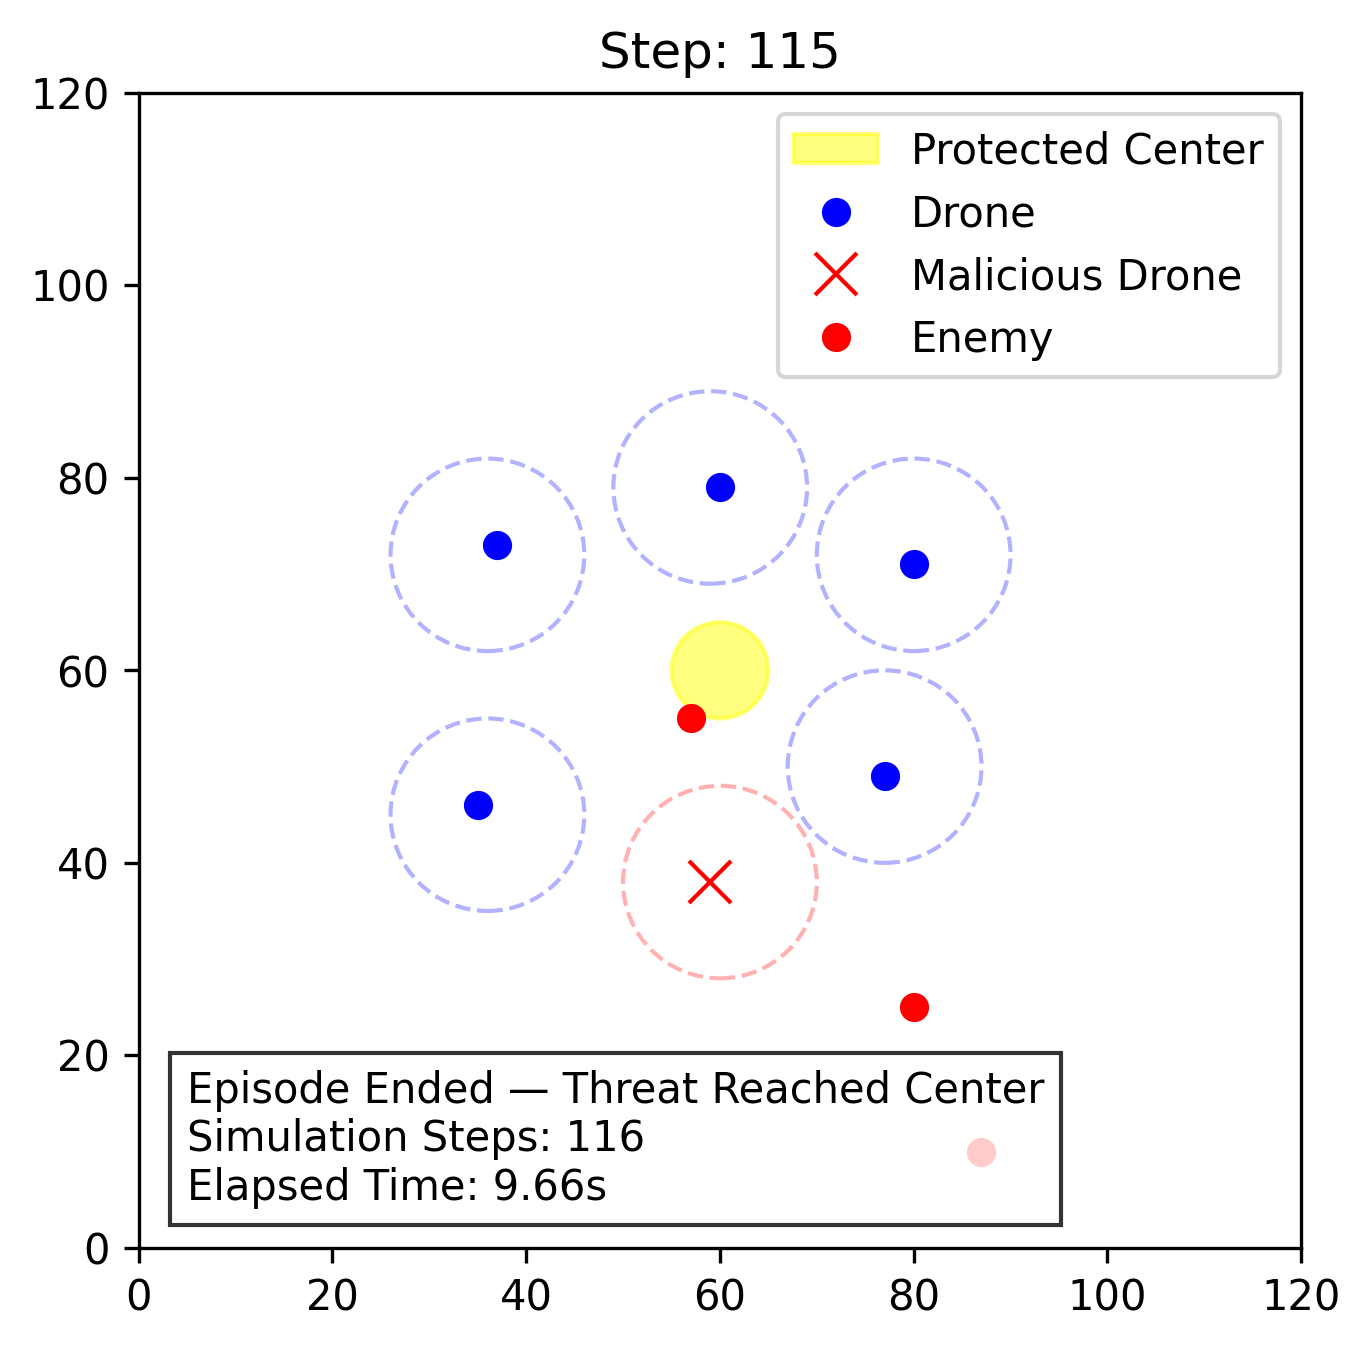 Step: 115
120
100
80
60
40
20
0
Protected Center
Drone
Malicious Drone
Enemy
Episode Ended — Threat Reached Center
Simulation Steps: 116
Elapsed Time: 9.66s
0 20 40 60 80 100 120